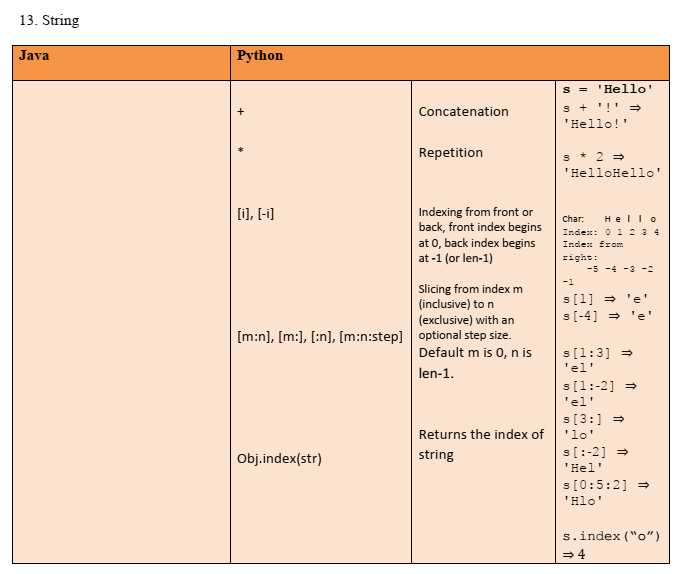 13. String
Java
Python
+
*
[i], [-i]
[m:n], [m:], [:n], [m:n:step]
Obj.index(str)
Concatenation
Repetition
Indexing from front or
back, front index begins
at 0, back index begins
at -1 (or len-1)
Slicing from index m
(inclusive) to n
(exclusive) with an
optional step size.
Default m is 0, n is
len-1.
Returns the index of
string
s = 'Hello'
s + '!' ⇒
'Hello!'
s * 2 ⇒
'HelloHello'
Char: H e l l o
Index: 0 1 2 3 4
Index from
right:
-5 -4 -3 -2
-1
s[1] ⇒ 'e'
s[-4] ⇒ 'e'
s[1:3] ⇒
'el'
s[1:-2] ⇒
'el'
s[3:] ⇒
'lo'
s[:-2] ⇒
'Hel'
s[0:5:2] ⇒
'Hlo'
s.index(“o”)
⇒ 4